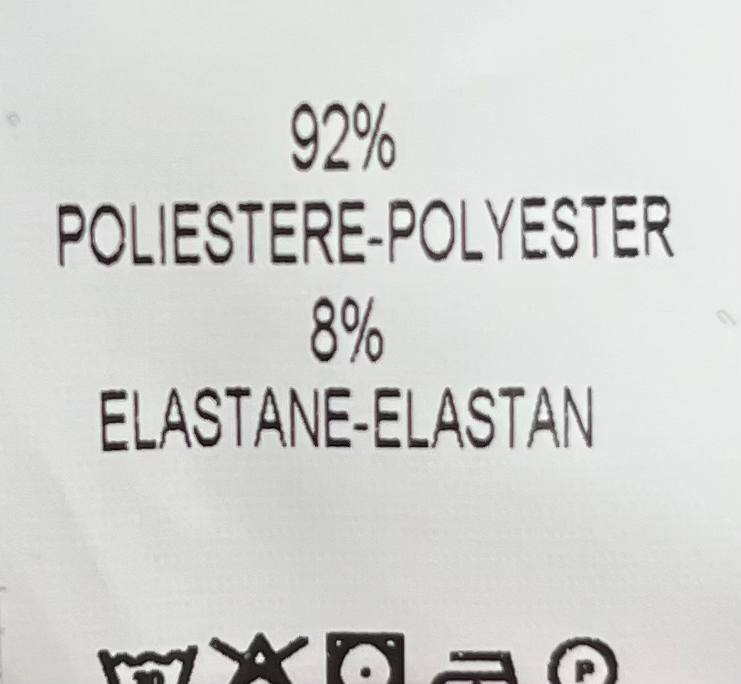 92%
POLIESTERE-POLYESTER
8%
ELASTANE-ELASTAN
P